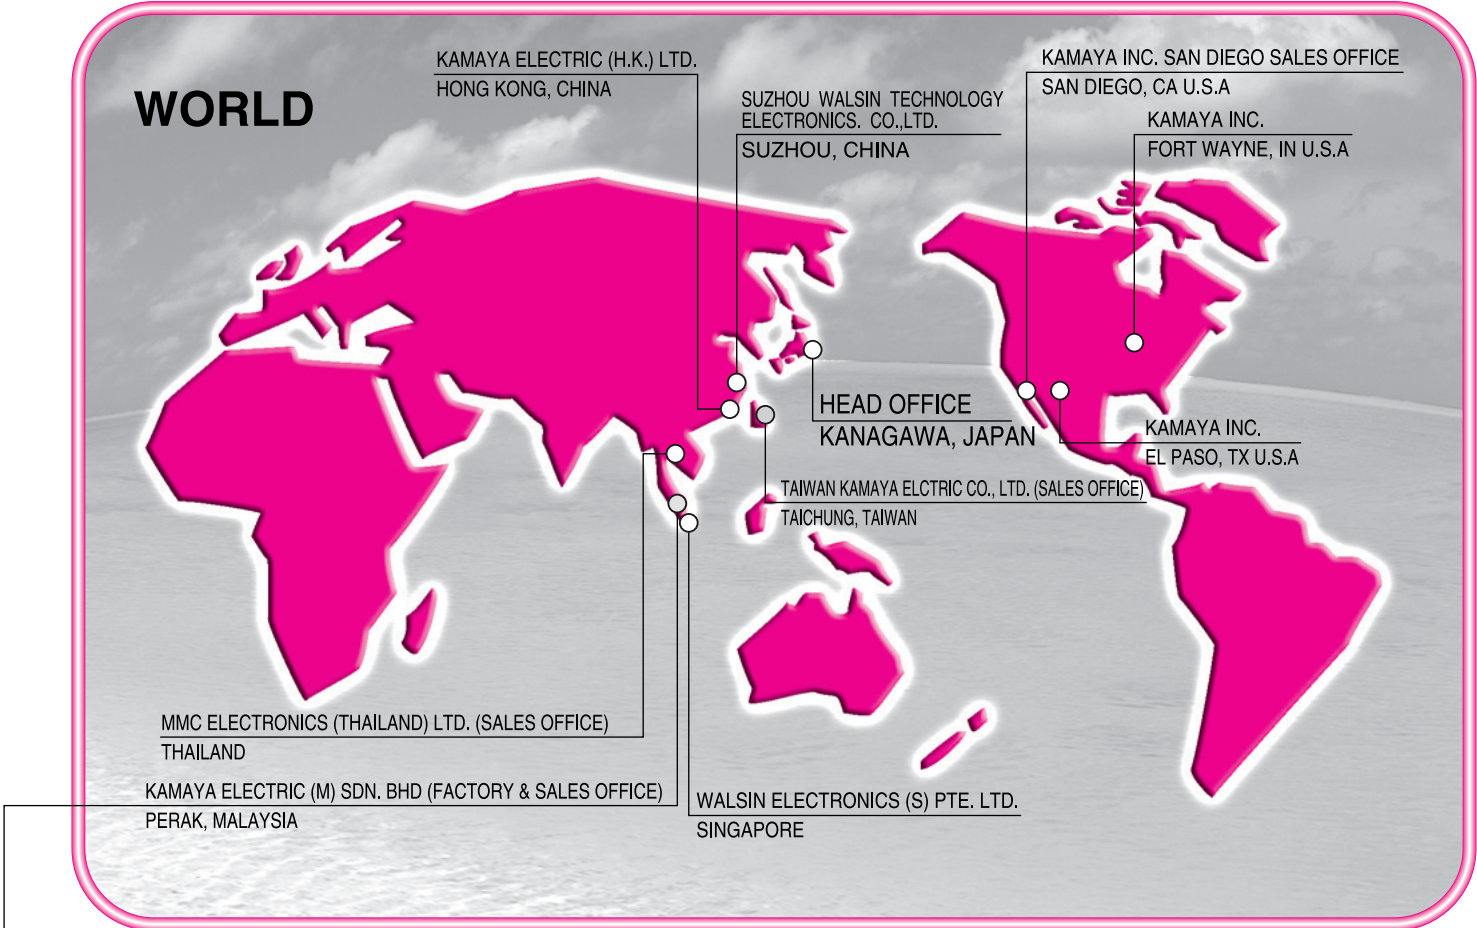 WORLD
KAMAYA ELECTRIC (H.K.) LTD.
HONG KONG, CHINA
SUZHOU WALSIN TECHNOLOGY
ELECTRONICS. CO.,LTD.
SUZHOU, CHINA
KAMAYA INC. SAN DIEGO SALES OFFICE
SAN DIEGO, CA U.S.A
KAMAYA INC.
FORT WAYNE, IN U.S.A
HEAD OFFICE
KANAGAWA, JAPAN
KAMAYA INC.
EL PASO, TX U.S.A
TAIWAN KAMAYA ELCTRIC CO., LTD. (SALES OFFICE)
TAICHUNG, TAIWAN
MMC ELECTRONICS (THAILAND) LTD. (SALES OFFICE)
THAILAND
KAMAYA ELECTRIC (M) SDN. BHD (FACTORY & SALES OFFICE)
PERAK, MALAYSIA
WALSIN ELECTRONICS (S) PTE. LTD.
SINGAPORE